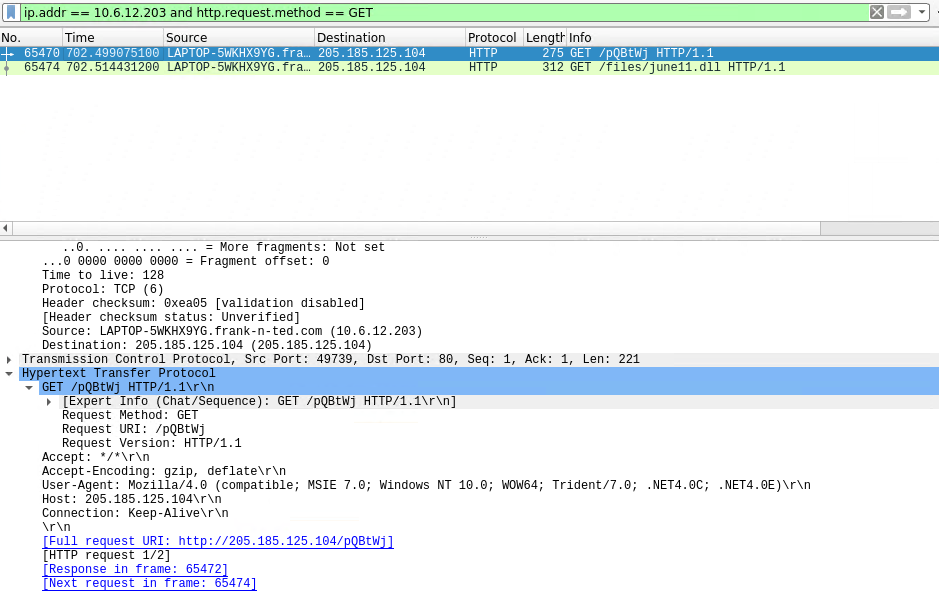 ip.addr == 10.6.12.203 and http.request.method == GET
No. Time Source Destination Protocol Length Info
65470 702.499075100 LAPTOP-5WKHX9YG.fra… 205.185.125.104 HTTP 275 GET /pQBtWj HTTP/1.1
65474 702.514431200 LAPTOP-5WKHX9YG.fra… 205.185.125.104 HTTP 312 GET /files/june11.dll HTTP/1.1
..0. .... .... .... = More fragments: Not set
...0 0000 0000 0000 = Fragment offset: 0
Time to live: 128
Protocol: TCP (6)
Header checksum: 0xea05 [validation disabled]
[Header checksum status: Unverified]
Source: LAPTOP-5WKHX9YG.frank-n-ted.com (10.6.12.203)
Destination: 205.185.125.104 (205.185.125.104)
Transmission Control Protocol, Src Port: 49739, Dst Port: 80, Seq: 1, Ack: 1, Len: 221
Hypertext Transfer Protocol
GET /pQBtWj HTTP/1.1\r\n
[Expert Info (Chat/Sequence): GET /pQBtWj HTTP/1.1\r\n]
Request Method: GET
Request URI: /pQBtWj
Request Version: HTTP/1.1
Accept: */*\r\n
Accept-Encoding: gzip, deflate\r\n
User-Agent: Mozilla/4.0 (compatible; MSIE 7.0; Windows NT 10.0; WOW64; Trident/7.0; .NET4.0C; .NET4.0E)\r\n
Host: 205.185.125.104\r\n
Connection: Keep-Alive\r\n
\r\n
[Full request URI: http://205.185.125.104/pQBtWj]
[HTTP request 1/2]
[Response in frame: 65472]
[Next request in frame: 65474]